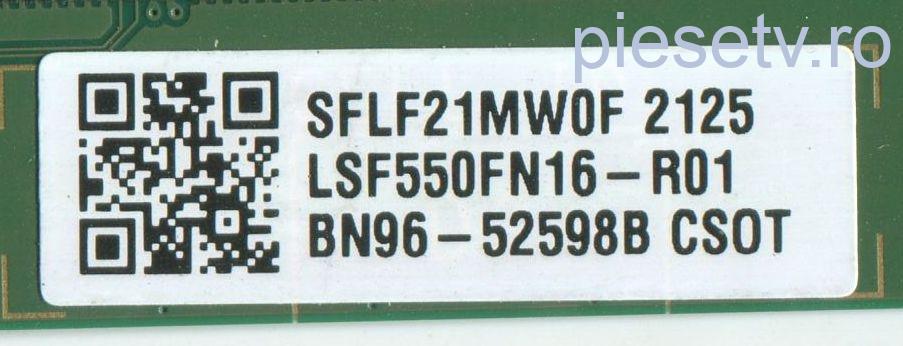 piesetv.ro
SFLF21MW0F 2125
LSF550FN16-R01
BN96-52598B CSOT